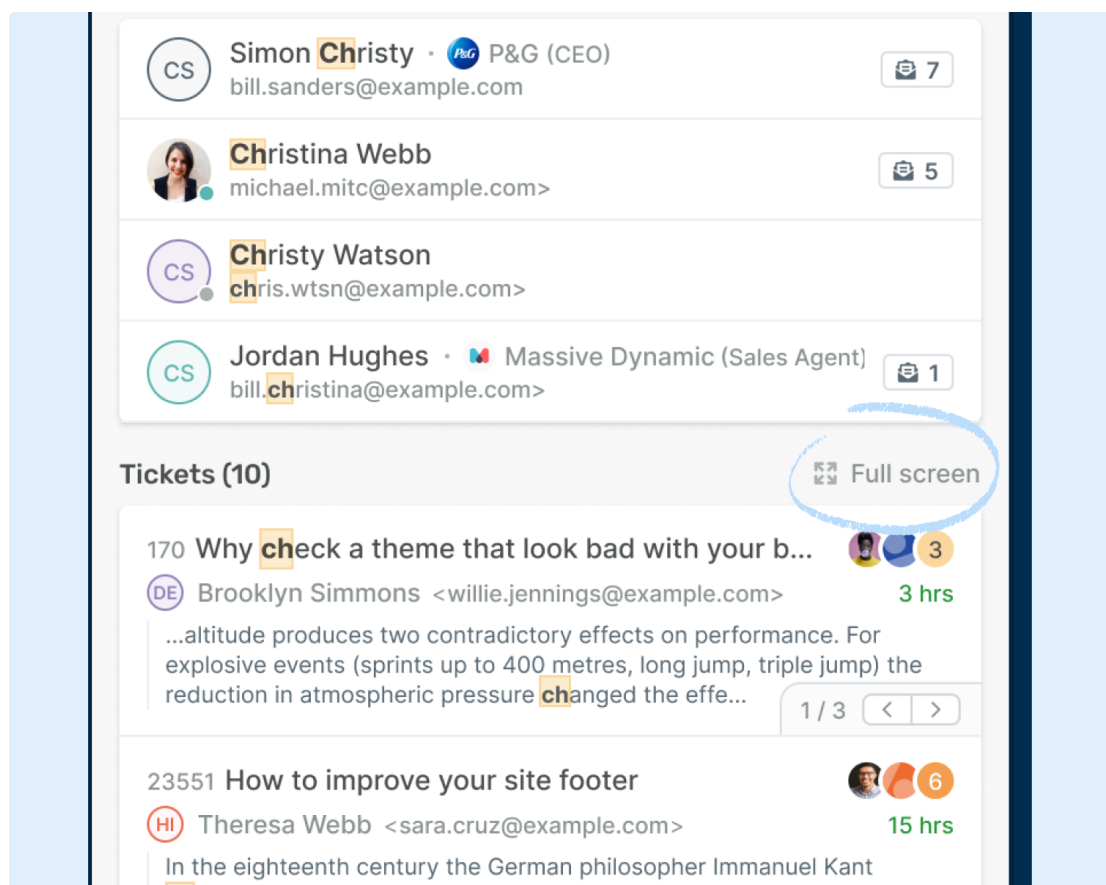 CS
Simon Christy · P&G P&G (CEO)
bill.sanders@example.com
7
Christina Webb
michael.mitc@example.com>
5
CS
Christy Watson
chris.wtsn@example.com>
CS
Jordan Hughes · Massive Dynamic (Sales Agent)
bill.christina@example.com>
1
Tickets (10)
Full screen
170 Why check a theme that look bad with your b...
3
DE Brooklyn Simmons <willie.jennings@example.com>
3 hrs
...altitude produces two contradictory effects on performance. For
explosive events (sprints up to 400 metres, long jump, triple jump) the
reduction in atmospheric pressure changed the effe...
1 / 3
23551 How to improve your site footer
6
HI Theresa Webb <sara.cruz@example.com>
15 hrs
In the eighteenth century the German philosopher Immanuel Kant